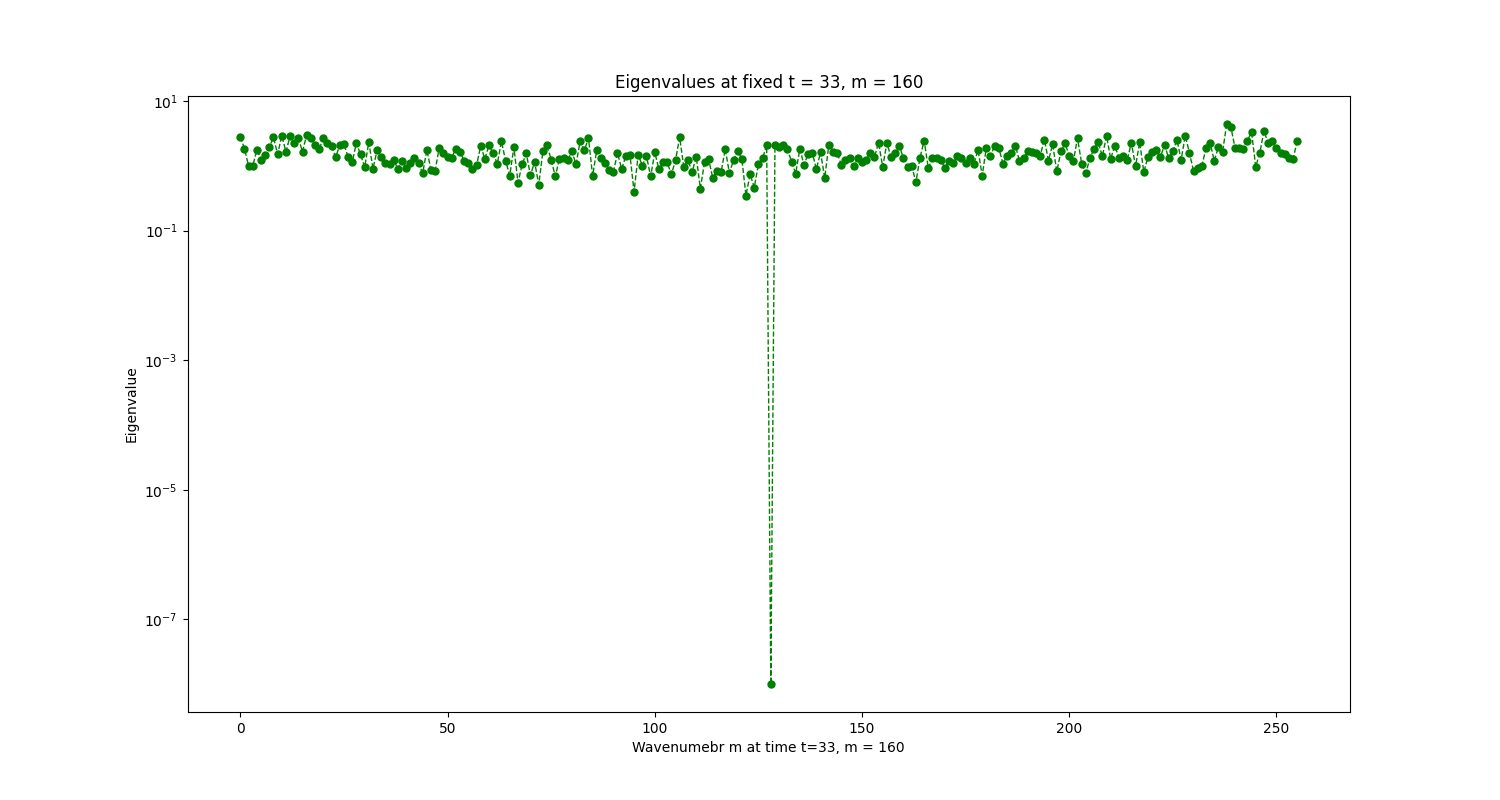 Eigenvalues at fixed t = 33, m = 160
Eigenvalue
10^1
10^-1
10^-3
10^-5
10^-7
0 50 100 150 200 250
Wavenumebr m at time t=33, m = 160